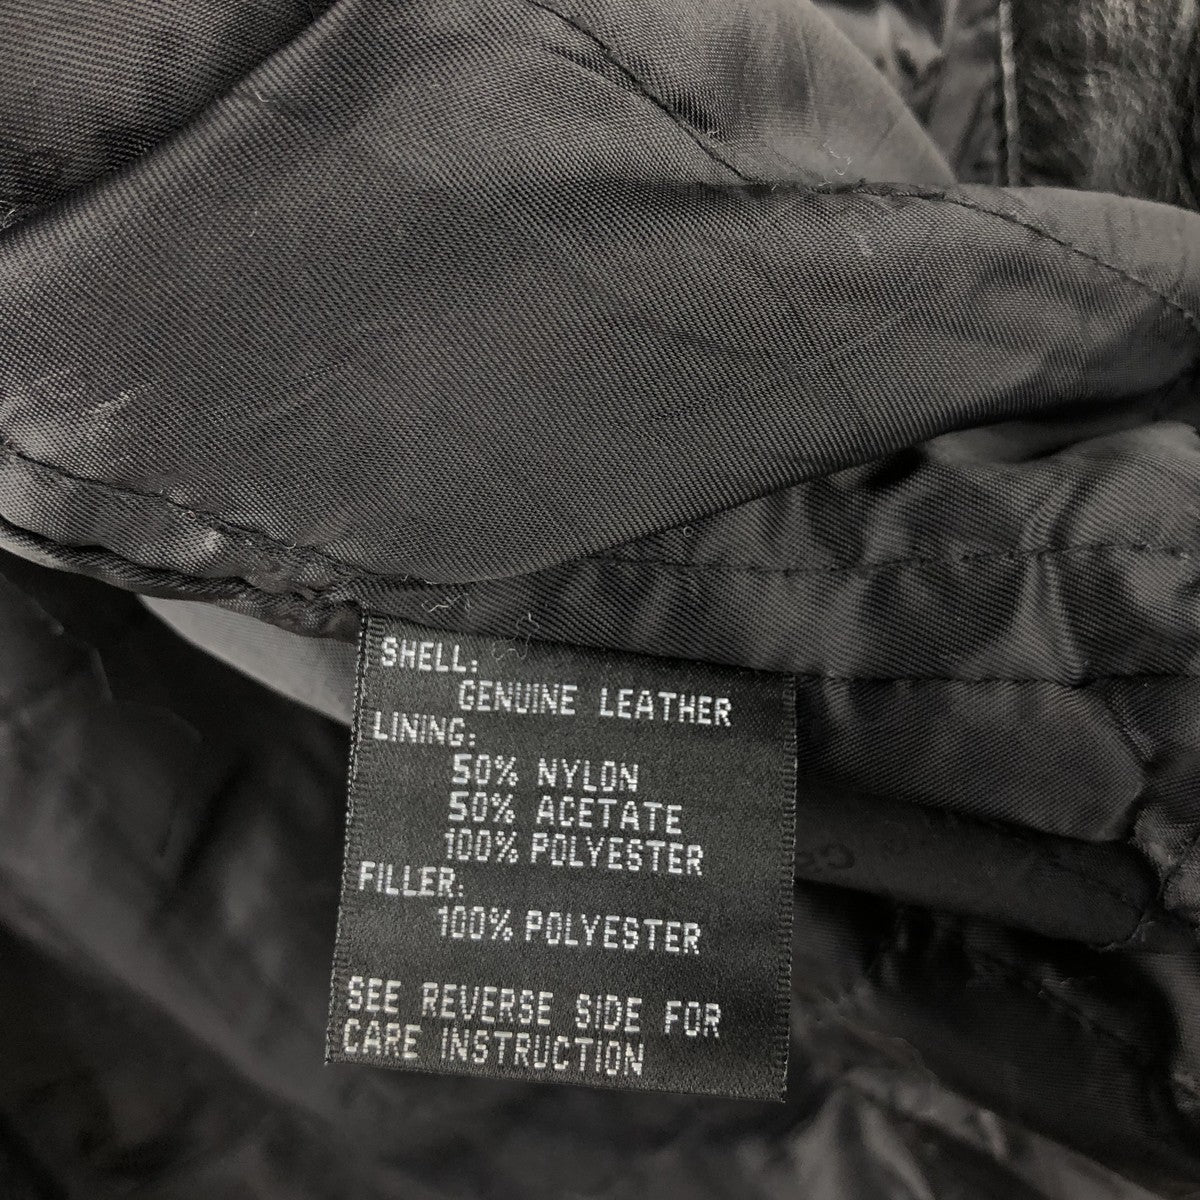 SHELL:
GENUINE LEATHER
LINING:
50% NYLON
50% ACETATE
100% POLYESTER
FILLER:
100% POLYESTER
SEE REVERSE SIDE FOR
CARE INSTRUCTION